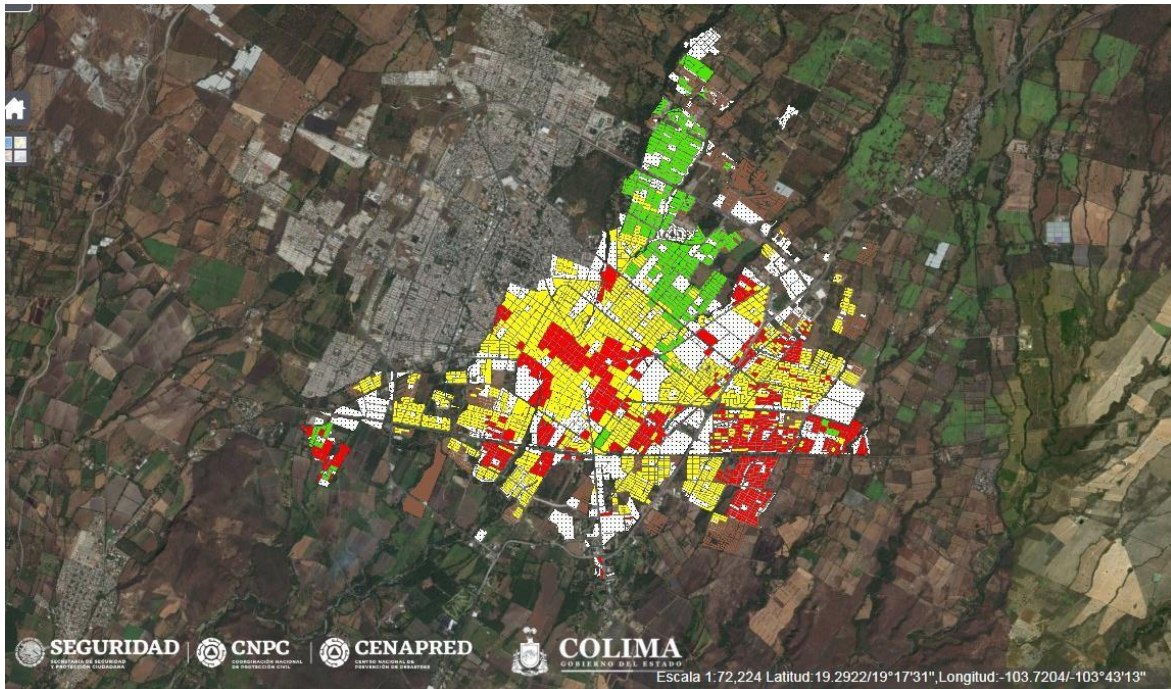 SEGURIDAD
SECRETARÍA DE SEGURIDAD
Y PROTECCIÓN CIUDADANA
CNPC
COORDINACIÓN NACIONAL
DE PROTECCIÓN CIVIL
CENAPRED
CENTRO NACIONAL DE
PREVENCIÓN DE DESASTRES
COLIMA
GOBIERNO DEL ESTADO
Escala 1:72,224 Latitud:19.2922/19°17'31",Longitud:-103.7204/-103°43'13"